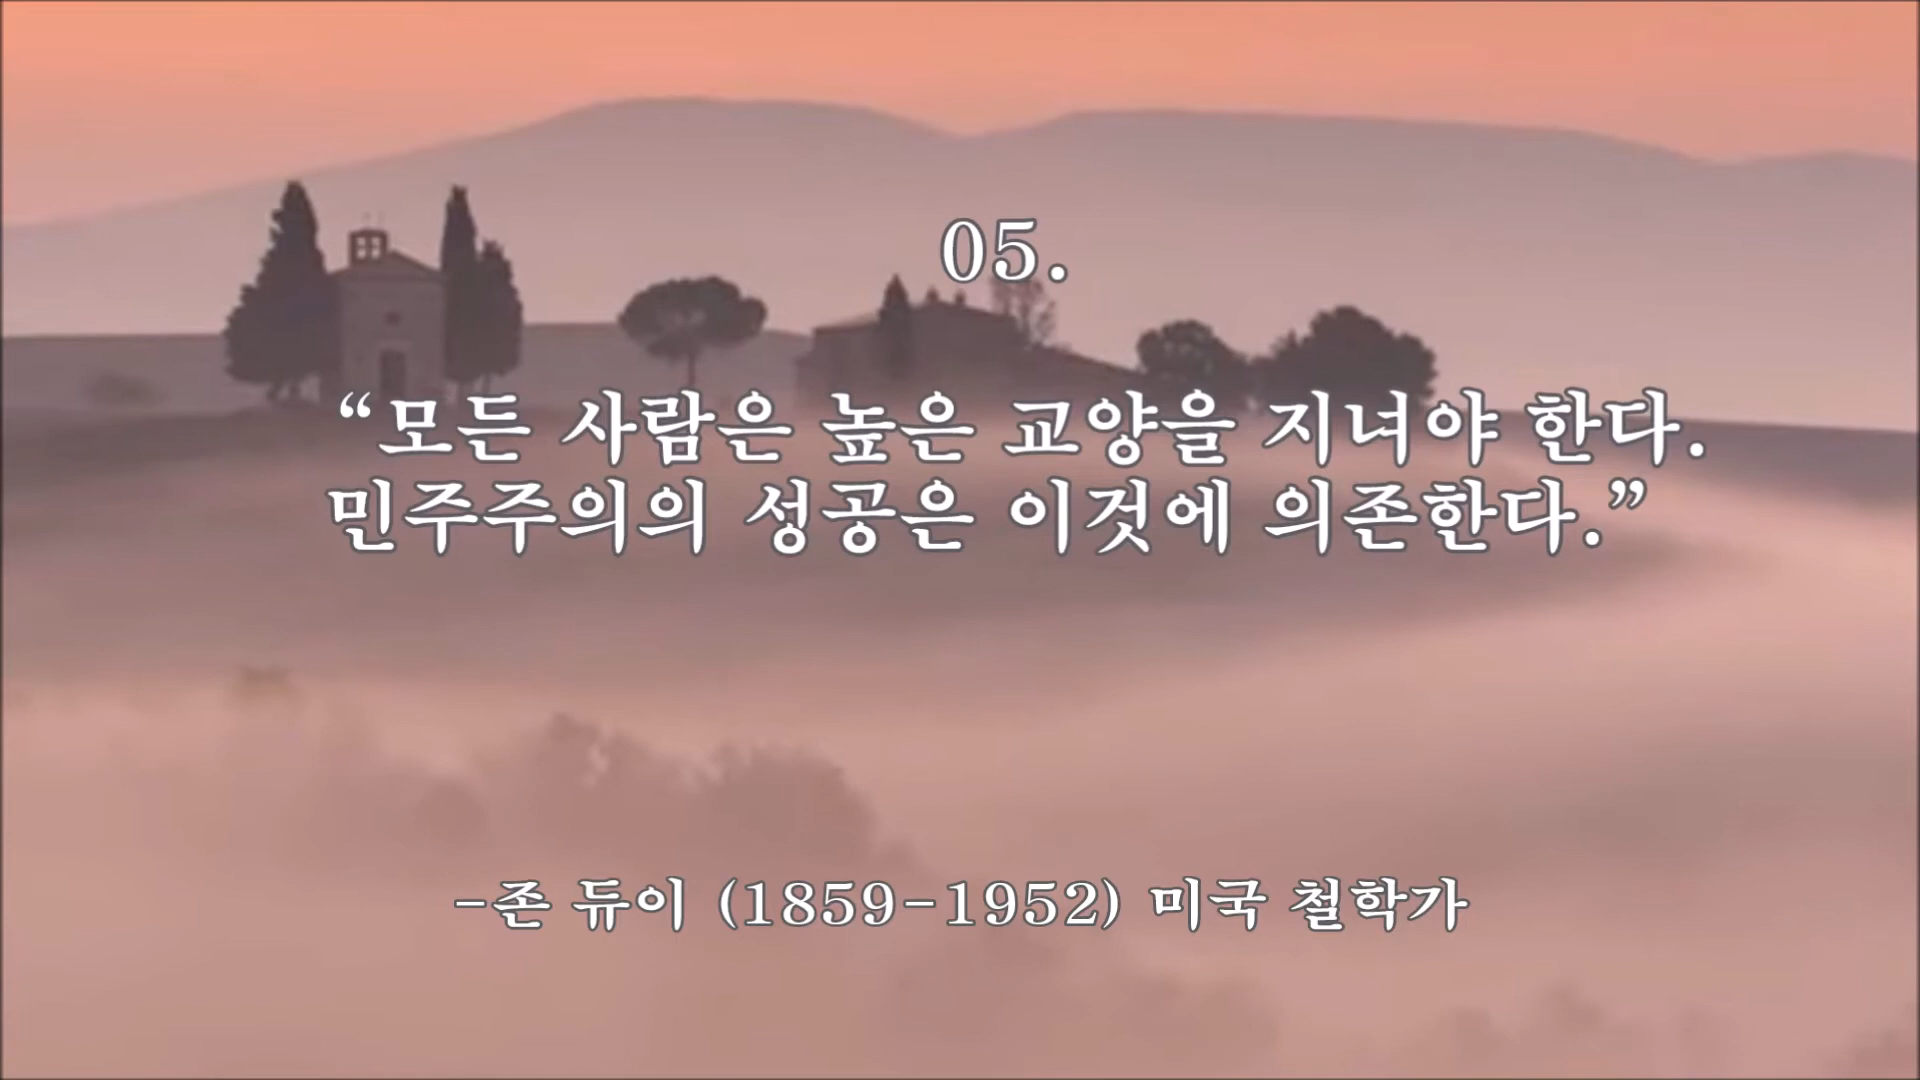 05.
“모든 사람은 높은 교양을 지녀야 한다.
민주주의의 성공은 이것에 의존한다.”
-존 듀이 (1859-1952) 미국 철학가